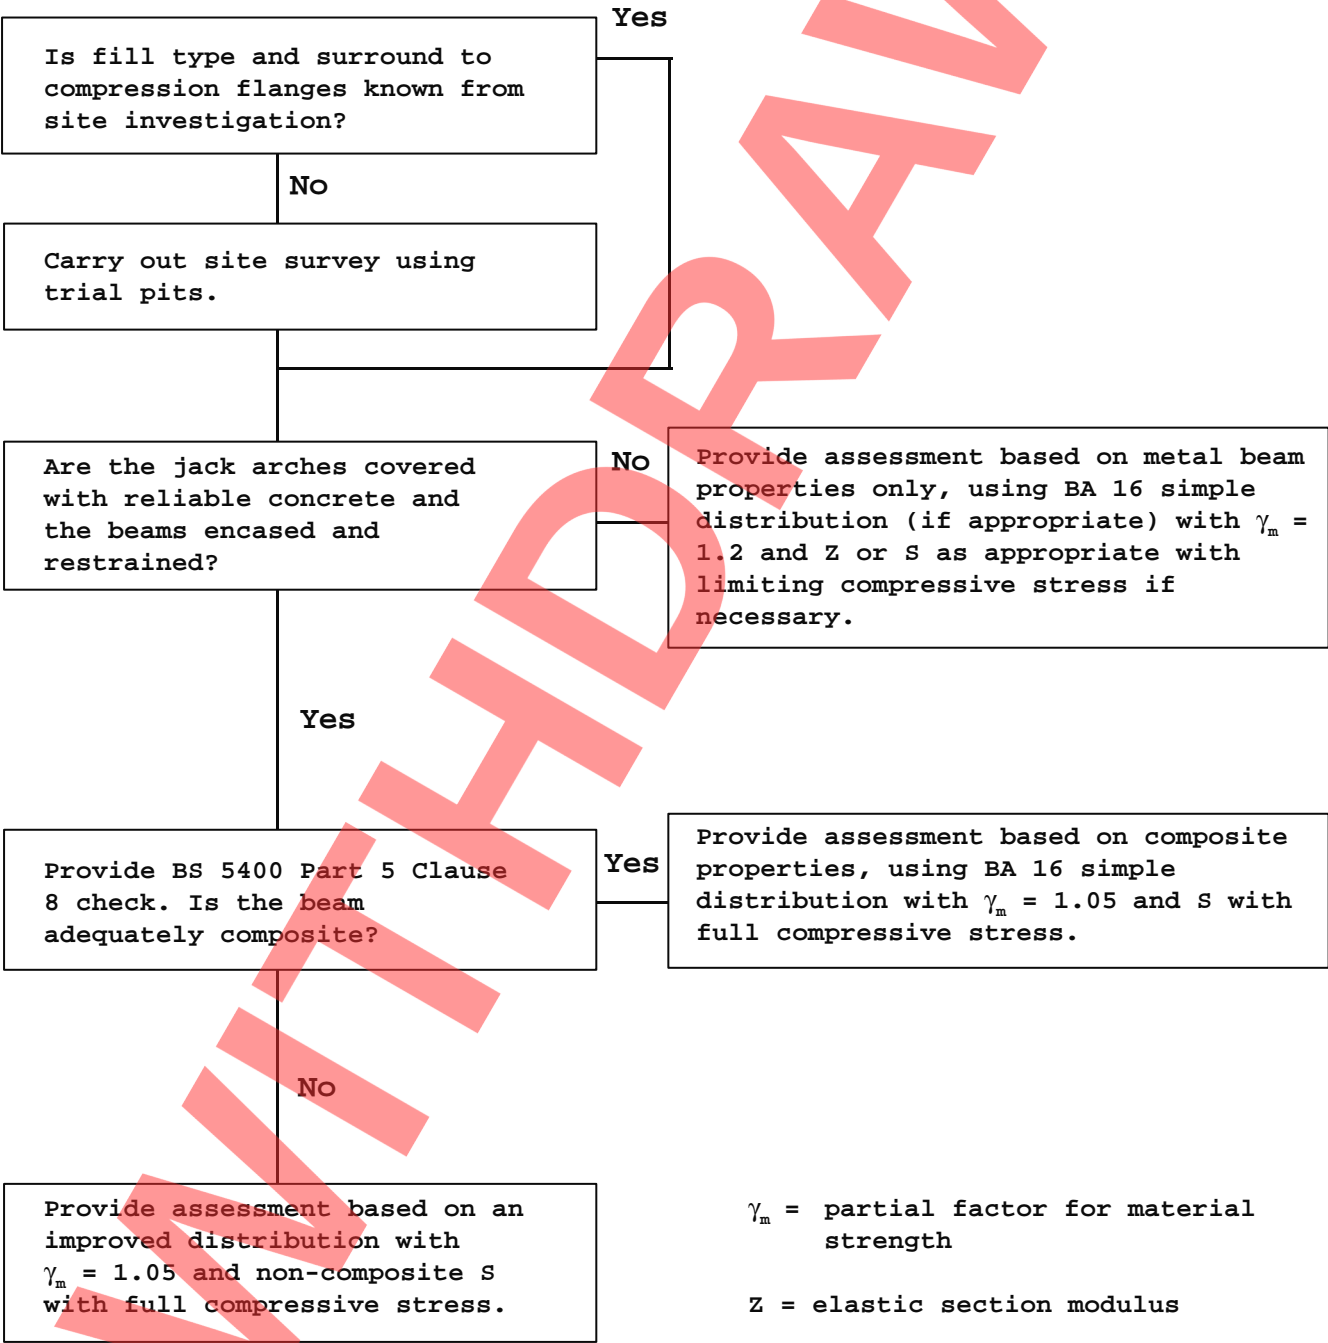 Yes
Is fill type and surround to
compression flanges known from
site investigation?
No
Carry out site survey using
trial pits.
Are the jack arches covered
with reliable concrete and
the beams encased and
restrained?
No
Provide assessment based on metal beam
properties only, using BA 16 simple
distribution (if appropriate) with γm =
1.2 and Z or S as appropriate with
limiting compressive stress if
necessary.
Yes
Provide BS 5400 Part 5 Clause
8 check. Is the beam
adequately composite?
Yes
Provide assessment based on composite
properties, using BA 16 simple
distribution with γm = 1.05 and S with
full compressive stress.
No
Provide assessment based on an
improved distribution with
γm = 1.05 and non-composite S
with full compressive stress.
γm = partial factor for material
strength
Z = elastic section modulus
WITHDRAW